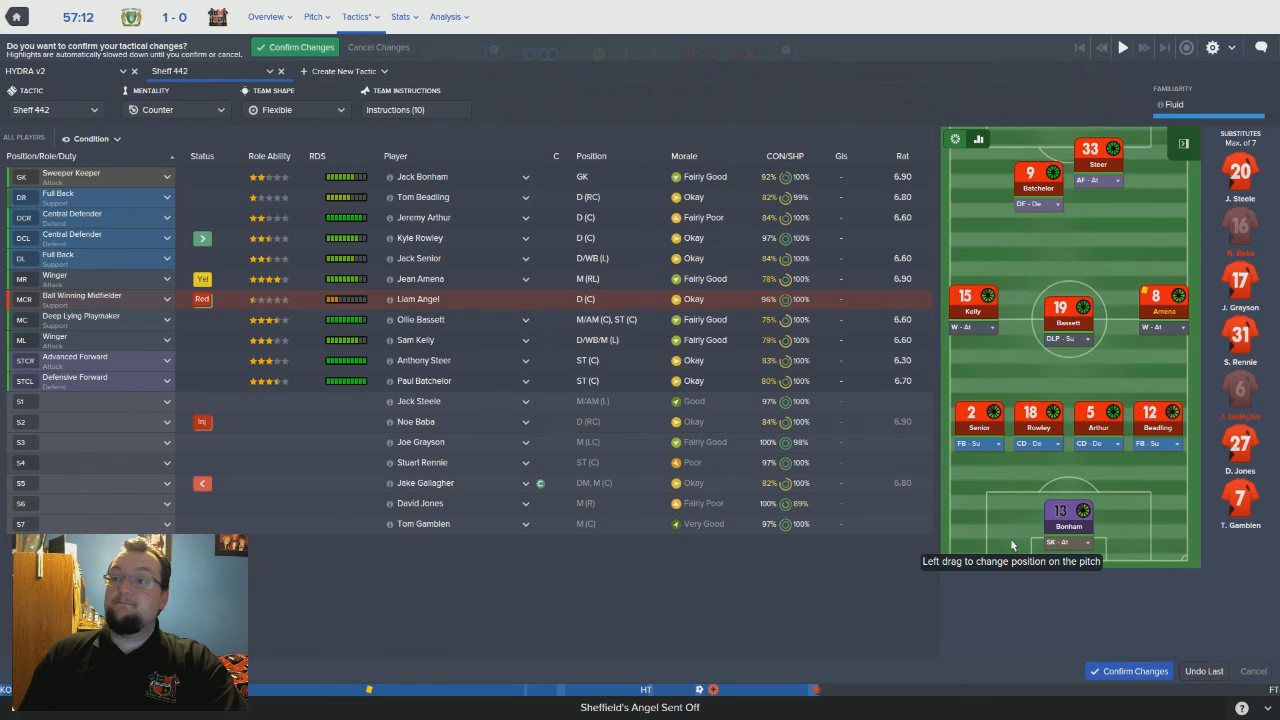 57:12
1 - 0
Overview
Pitch
Tactics*
Stats
Analysis
Do you want to confirm your tactical changes?
Highlights are automatically slowed down until you confirm or cancel.
Confirm Changes
Cancel Changes
HYDRA v2
Sheff 442
+ Create New Tactic
TACTIC
MENTALITY
TEAM SHAPE
TEAM INSTRUCTIONS
FAMILIARITY
Sheff 442
Counter
Flexible
Instructions (10)
Fluid
ALL PLAYERS
Condition
Position/Role/Duty Status Role Ability RDS Player C Position Morale CON/SHP Gls Rat
GK Sweeper Keeper Attack Jack Bonham GK Fairly Good 92% 100% - 6.90
DR Full Back Support Tom Beadling D (RC) Okay 82% 99% - 6.80
DCR Central Defender Defend Jeremy Arthur D (C) Fairly Poor 84% 100% - 6.60
DCL Central Defender Defend Kyle Rowley D (C) Okay 97% 100% -
DL Full Back Support Jack Senior D/WB (L) Okay 84% 100% - 6.60
MR Winger Attack Yel Jean Amena M (RL) Fairly Good 78% 100% - 6.90
MCR Ball Winning Midfielder Support Red Liam Angel D (C) Okay 96% 100% -
MC Deep Lying Playmaker Support Ollie Bassett M/AM (C), ST (C) Fairly Good 75% 100% - 6.60
ML Winger Attack Sam Kelly D/WB/M (L) Fairly Good 79% 100% - 6.60
STCR Advanced Forward Attack Anthony Steer ST (C) Okay 83% 100% - 6.30
STCL Defensive Forward Defend Paul Batchelor ST (C) Okay 80% 100% - 6.70
S1 Jack Steele M/AM (L) Good 97% 100% -
S2 Inj Noe Baba D (RC) Okay 84% 100% - 6.90
S3 Joe Grayson M (LC) Fairly Good 100% 98% -
S4 Stuart Rennie ST (C) Poor 97% 100% -
S5 Jake Gallagher C DM, M (C) Okay 82% 100% - 6.80
S6 David Jones M (R) Fairly Poor 100% 89% -
S7 Tom Gamblen M (C) Very Good 97% 100% -
33
Steer
AF - At
9
Batchelor
DF - De
15
Kelly
W - At
19
Bassett
DLP - Su
8
Amena
W - At
2
Senior
FB - Su
18
Rowley
CD - De
5
Arthur
CD - De
12
Beadling
FB - Su
13
Bonham
SK - At
Left drag to change position on the pitch
SUBSTITUTES
Max. of 7
20
J. Steele
16
N. Baba
17
J. Grayson
31
S. Rennie
6
J. Gallagher
27
D. Jones
7
T. Gamblen
Confirm Changes
Undo Last
Cancel
KO
HT
FT
Sheffield's Angel Sent Off